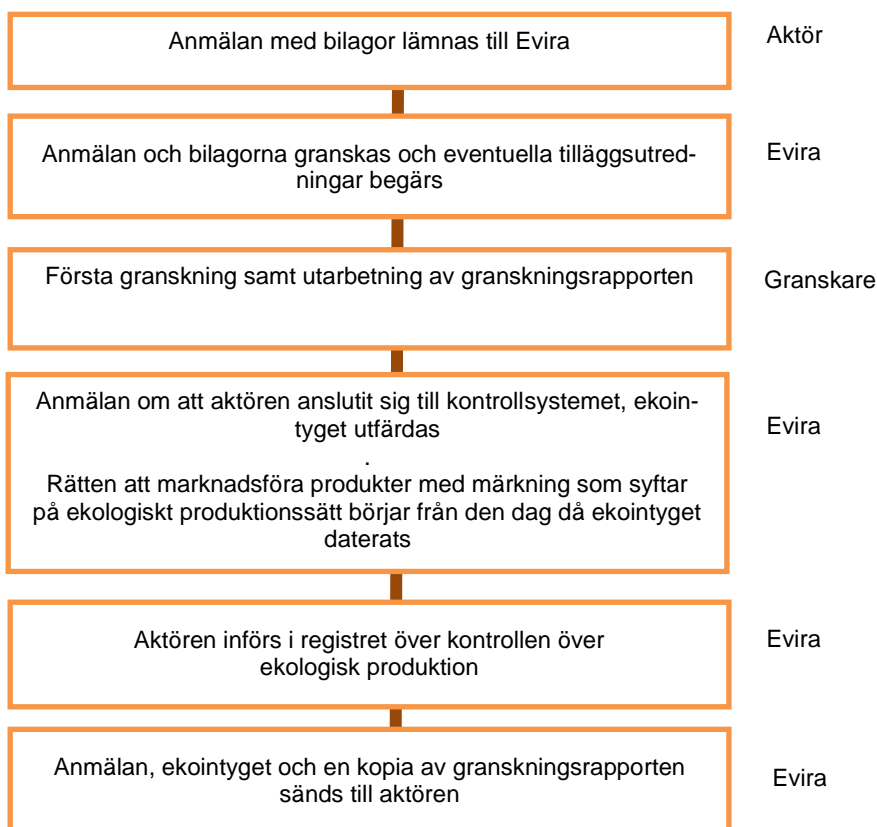 Anmälan med bilagor lämnas till Evira
Aktör
Anmälan och bilagorna granskas och eventuella tilläggsutred-
ningar begärs
Evira
Första granskning samt utarbetning av granskningsrapporten
Granskare
Anmälan om att aktören anslutit sig till kontrollsystemet, ekoin-
tyget utfärdas
.
Rätten att marknadsföra produkter med märkning som syftar
på ekologiskt produktionssätt börjar från den dag då ekointyget
daterats
Evira
Aktören införs i registret över kontrollen över
ekologisk produktion
Evira
Anmälan, ekointyget och en kopia av granskningsrapporten
sänds till aktören
Evira